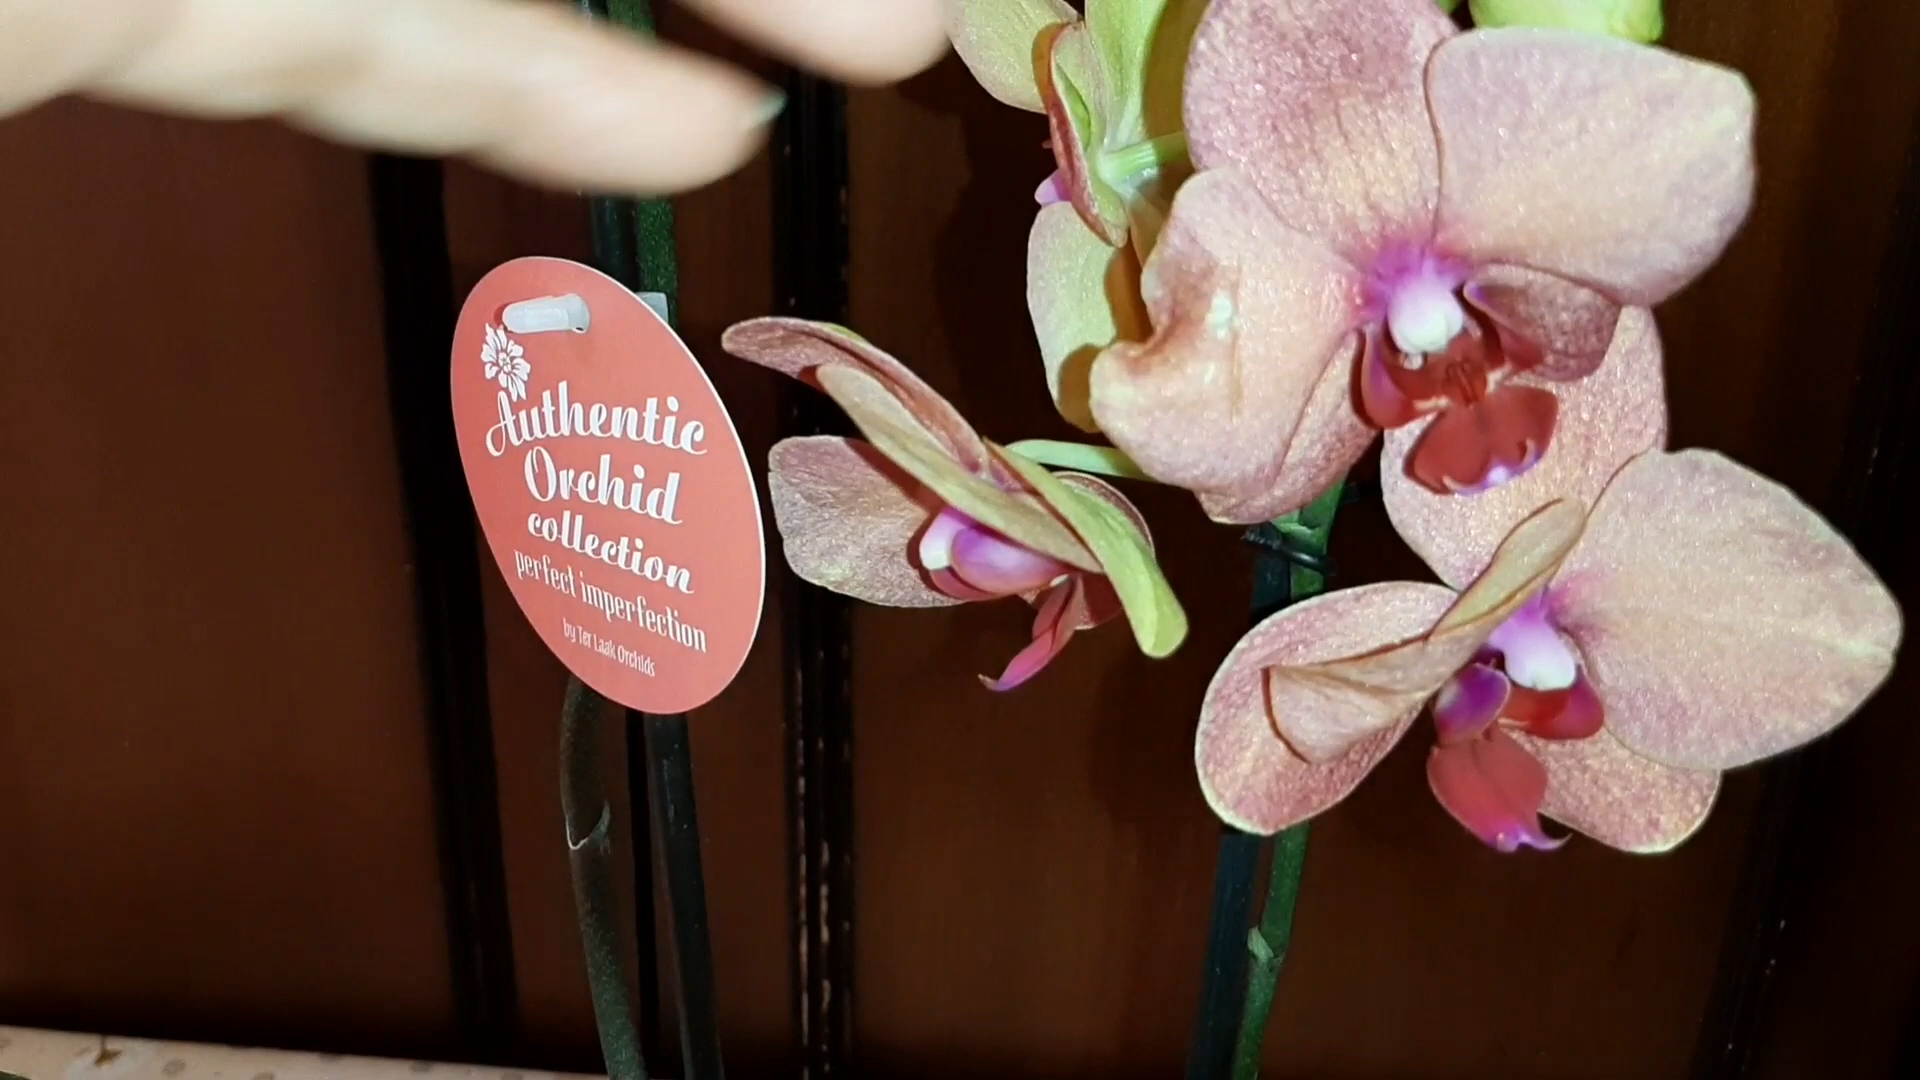 Authentic
Orchid
collection
perfect imperfection
by Ter Laak Orchids